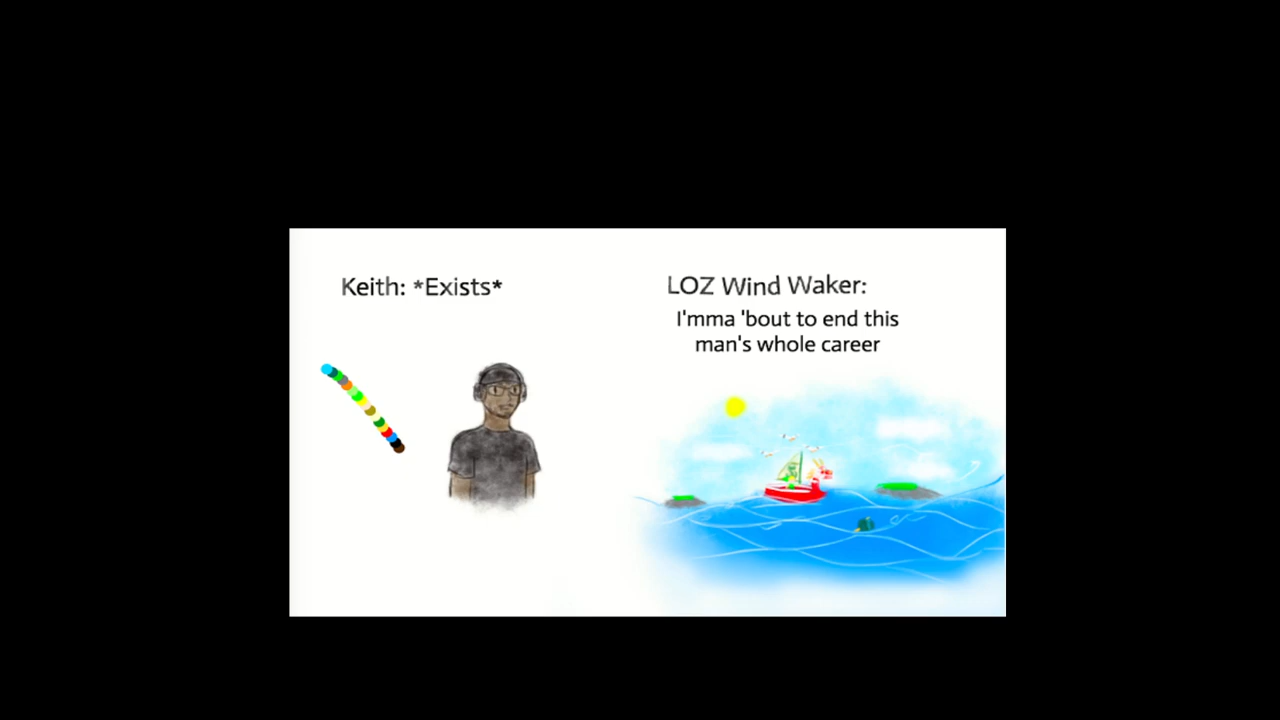 Keith: *Exists*
LOZ Wind Waker:
I'mma 'bout to end this
man's whole career